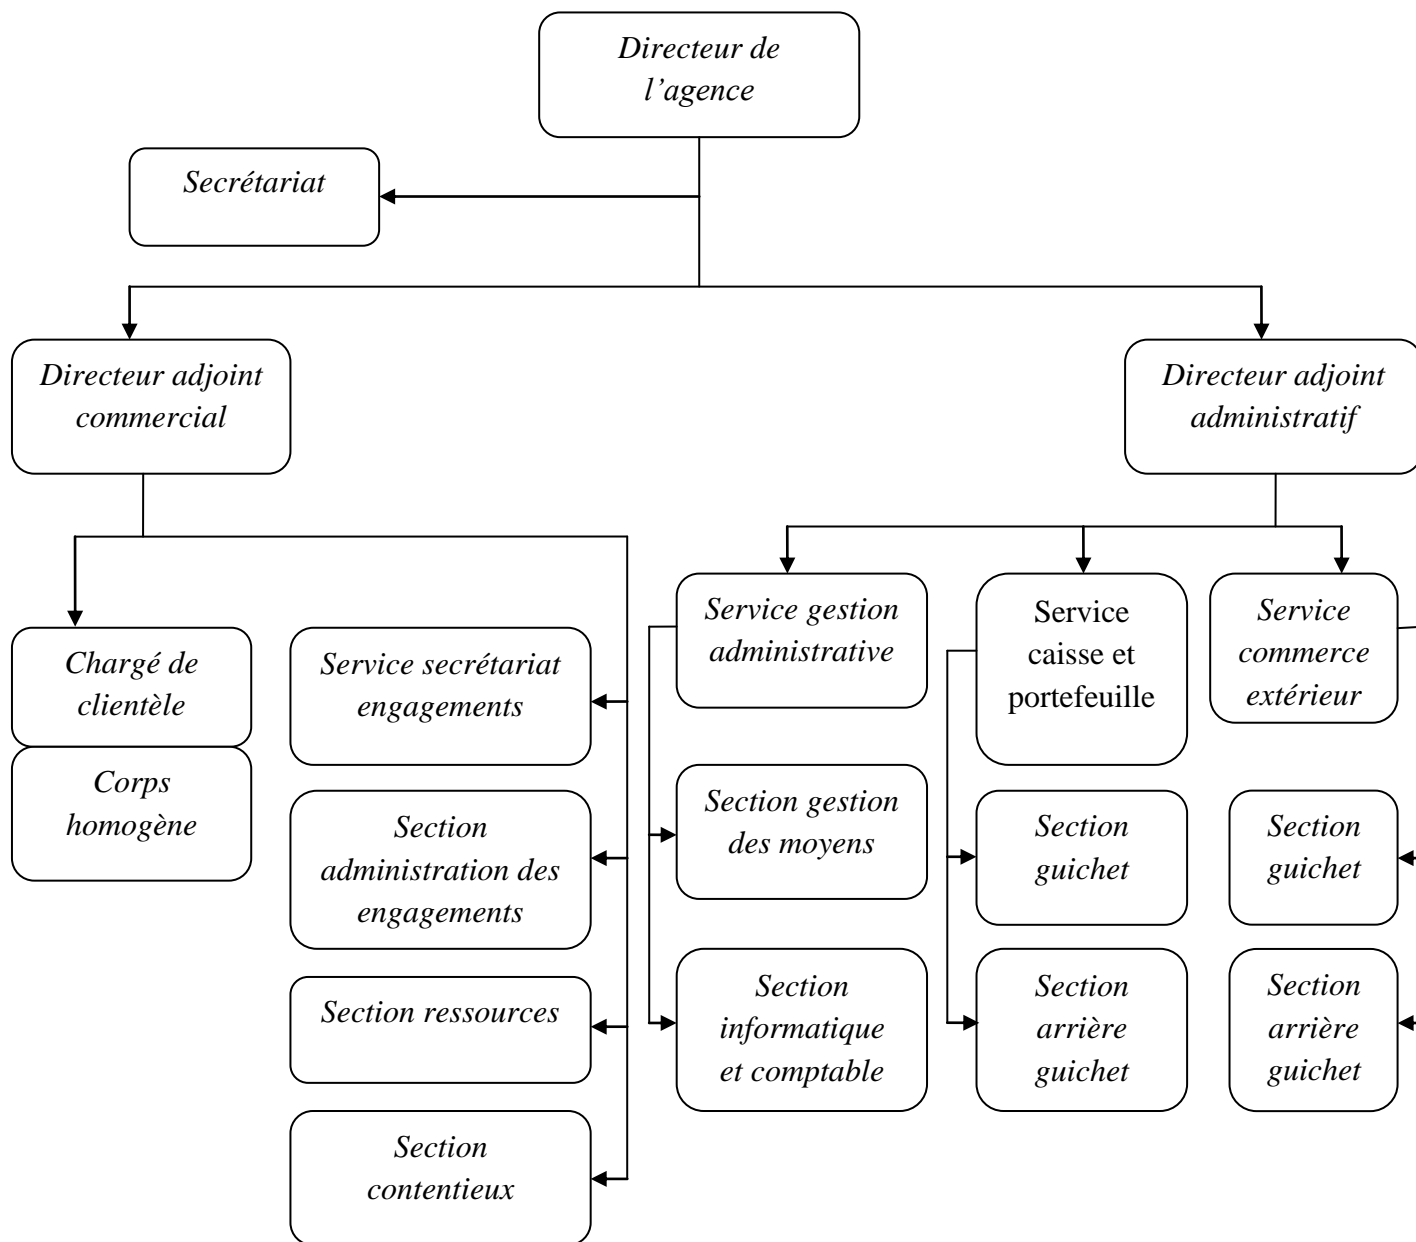 Directeur de
l’agence
Secrétariat
Directeur adjoint
commercial
Directeur adjoint
administratif
Chargé de
clientèle
Corps
homogène
Service secrétariat
engagements
Section
administration des
engagements
Section ressources
Section
contentieux
Service gestion
administrative
Section gestion
des moyens
Section
informatique
et comptable
Service
caisse et
portefeuille
Section
guichet
Section
arrière
guichet
Service
commerce
extérieur
Section
guichet
Section
arrière
guichet